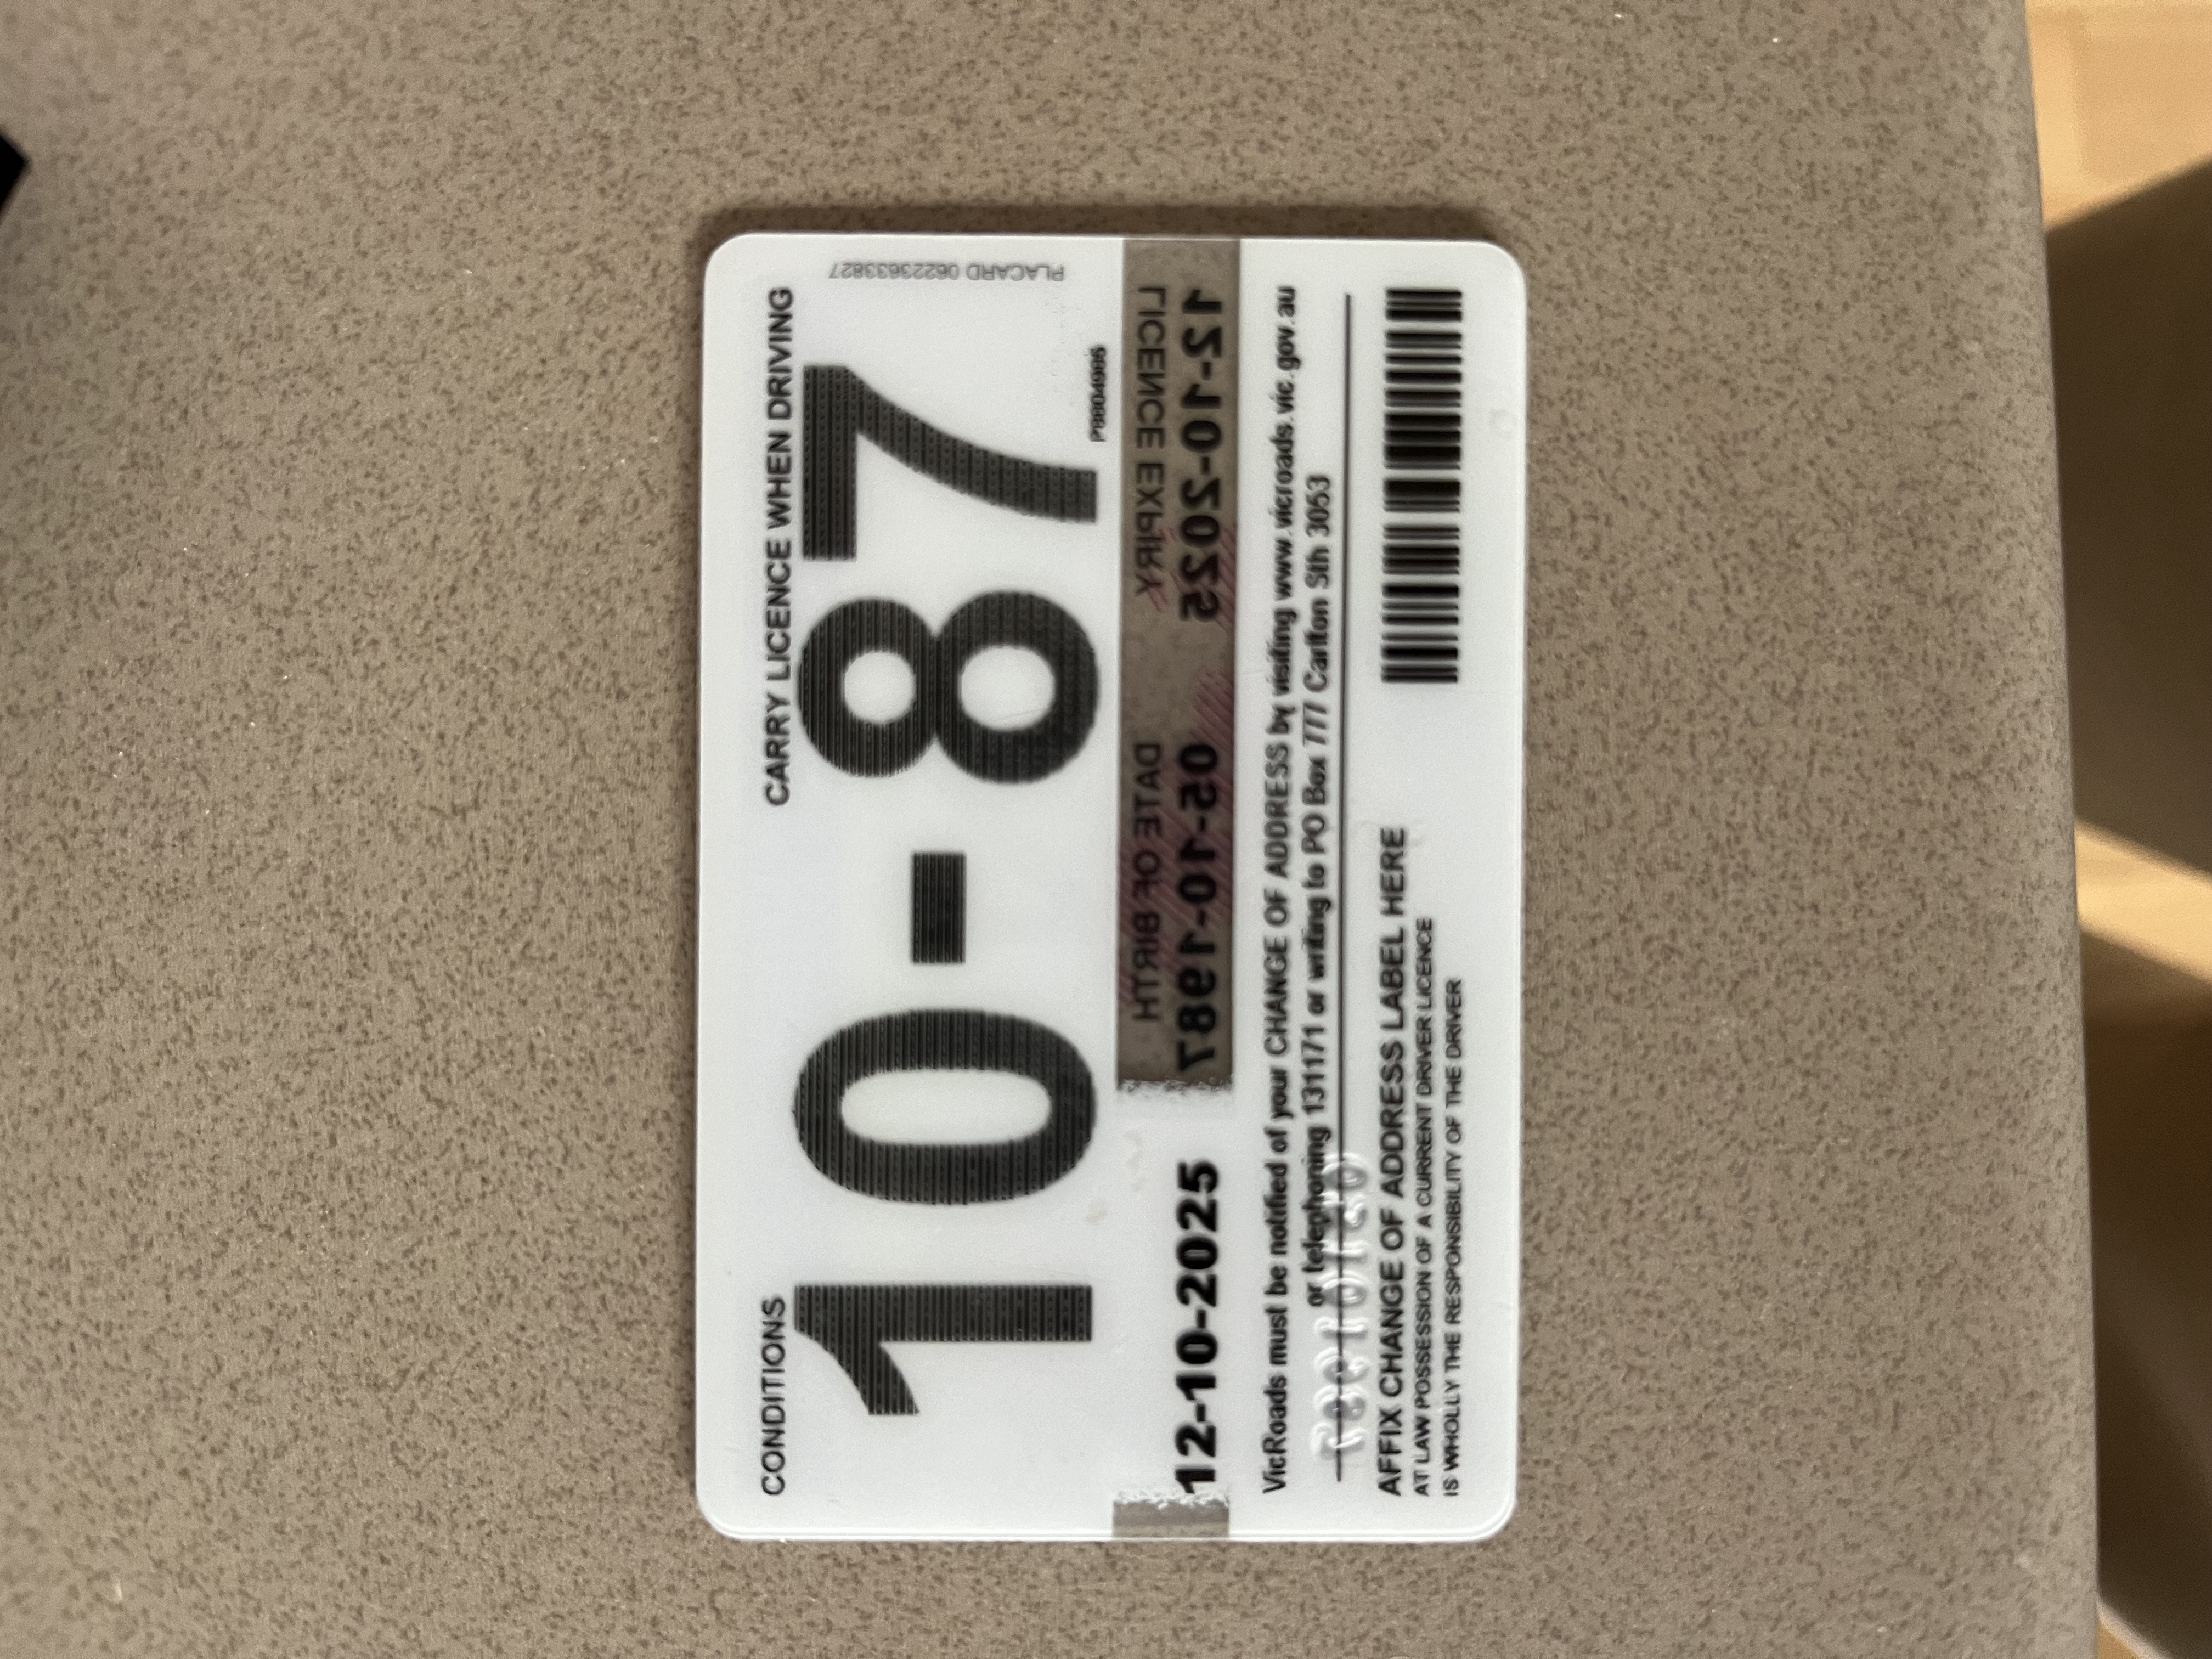 CONDITIONS CARRY LICENCE WHEN DRIVING
10-87
PLACARD 06223633827
P8804985
LICENCE EXPIRY
12-10-2025
DATE OF BIRTH
05-10-1987
12-10-2025
VicRoads must be notified of your CHANGE OF ADDRESS by visiting www.vicroads.vic.gov.au
or telephoning 131171 or writing to PO Box 777 Carlton Sth 3053
AFFIX CHANGE OF ADDRESS LABEL HERE
AT LAW POSSESSION OF A CURRENT DRIVER LICENCE
IS WHOLLY THE RESPONSIBILITY OF THE DRIVER